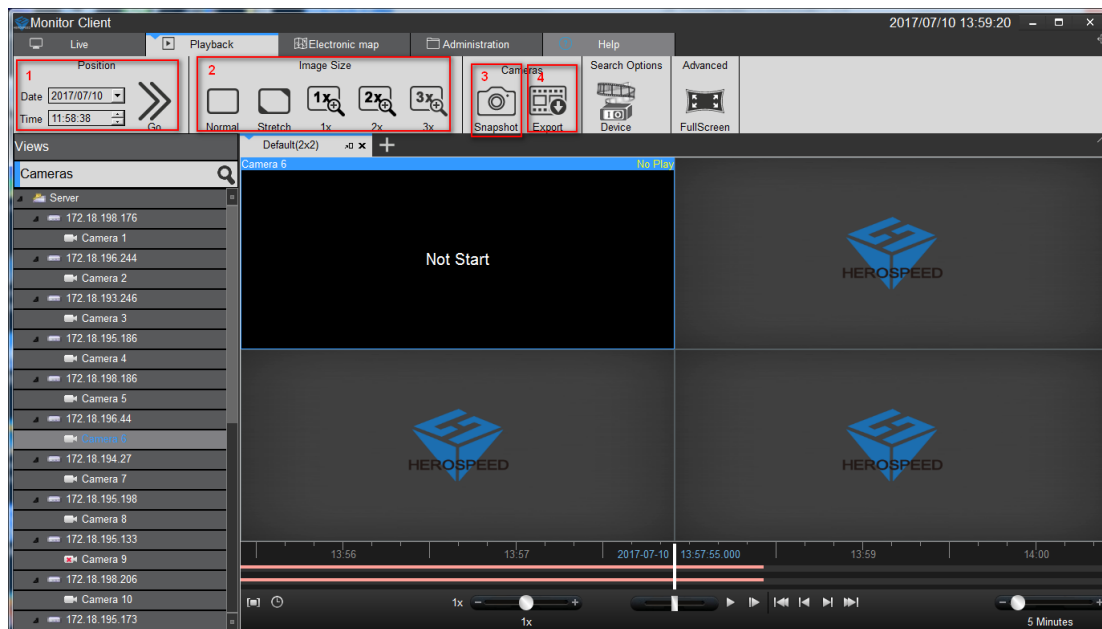 Monitor Client 2017/07/10 13:59:20
Live Playback Electronic map Administration Help
1 Position 2 Image Size 3 Cameras 4 Search Options Advanced
Date 2017/07/10
1x 2x 3x
Time 11:58:38
Go Normal Stretch 1x 2x 3x Snapshot Export Device FullScreen
Views Default(2x2)
Cameras
Camera 6 No Play
Server
172.18.198.176
Camera 1
172.18.196.244
Not Start
HEROSPEED
Camera 2
172.18.193.246
Camera 3
172.18.195.186
Camera 4
172.18.198.186
Camera 5
172.18.196.44
Camera 6
172.18.194.27
HEROSPEED HEROSPEED
Camera 7
172.18.195.198
Camera 8
172.18.195.133
13:56 13:57 2017-07-10 13:57:55.000 13:59 14:00
Camera 9
172.18.198.206
Camera 10
1x
172.18.195.173
1x 5 Minutes